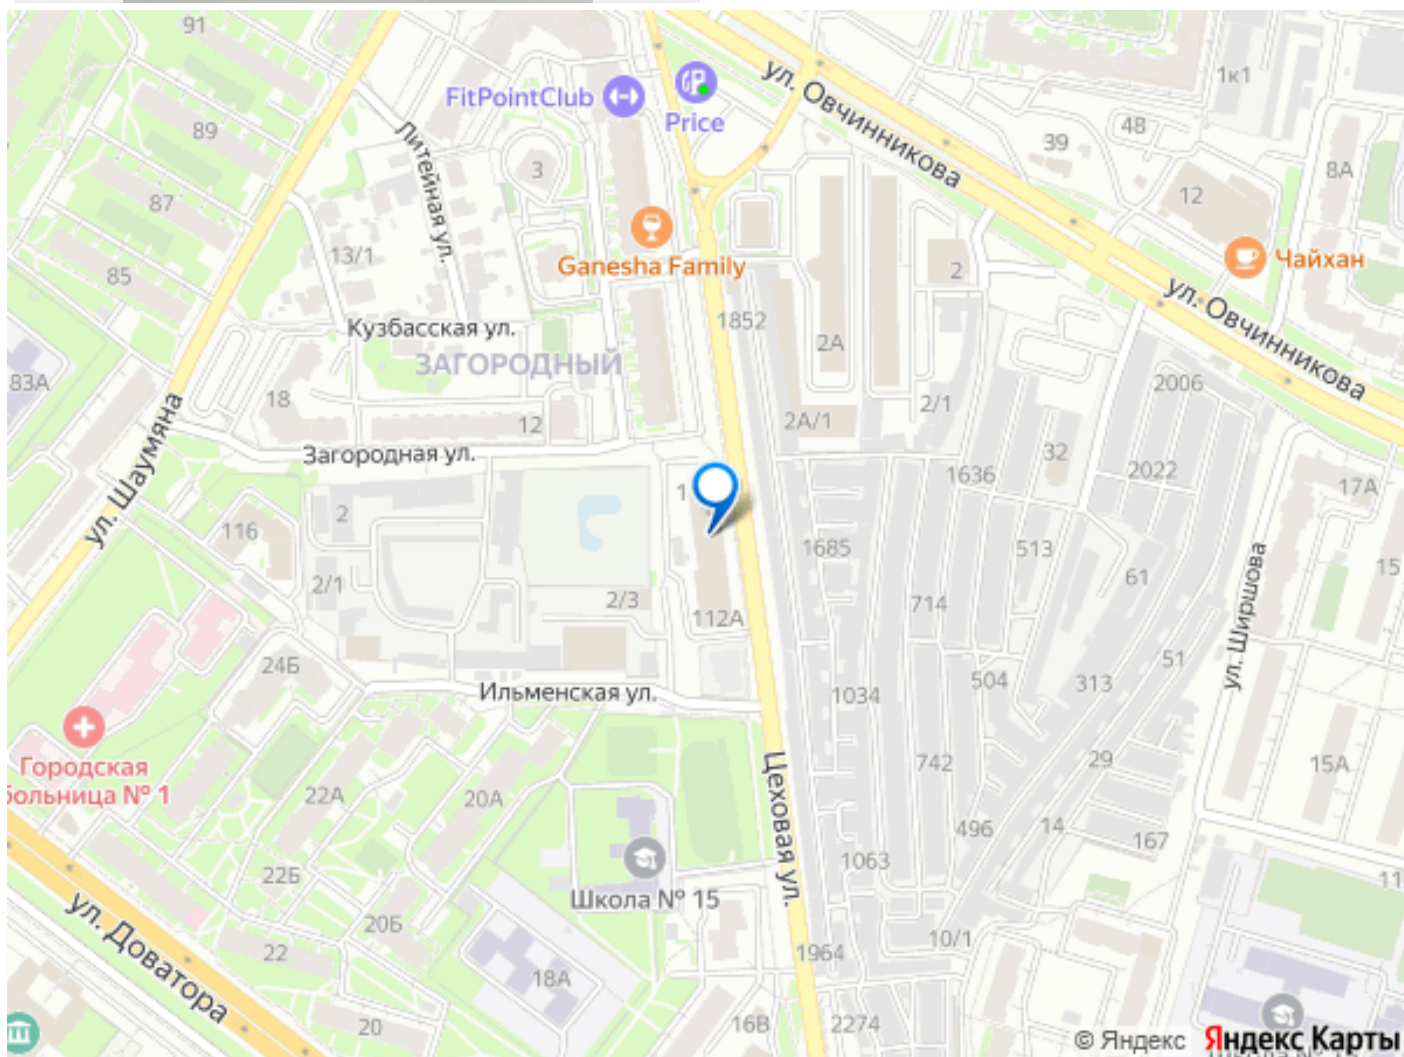 91
1к1
FitPointClub
Price
ул. Овчинникова
89
48
39
Литейная ул.
3
8А
12
87
13/1
Ganesha Family
Чайхан
85
2
ул. Овчинникова
1852
Кузбасская ул.
2А
ЗАГОРОДНЫЙ
83А
2006
18
2/1
2А/1
12
ул. Шаумяна
Загородная ул.
32
2022
1636
17А
1
2
116
1685
513
61
15
2/1
2/3
714
ул. Ширшова
112А
51
24Б
504
313
Ильменская ул.
1034
Городская
больница № 1
22А
20А
Цеховая ул.
742
29
15А
496
14
167
1063
22Б
Школа № 15
11
20Б
ул. Доватора
22
10/1
1964
18А
20
16В
2274
© Яндекс Яндекс Карты